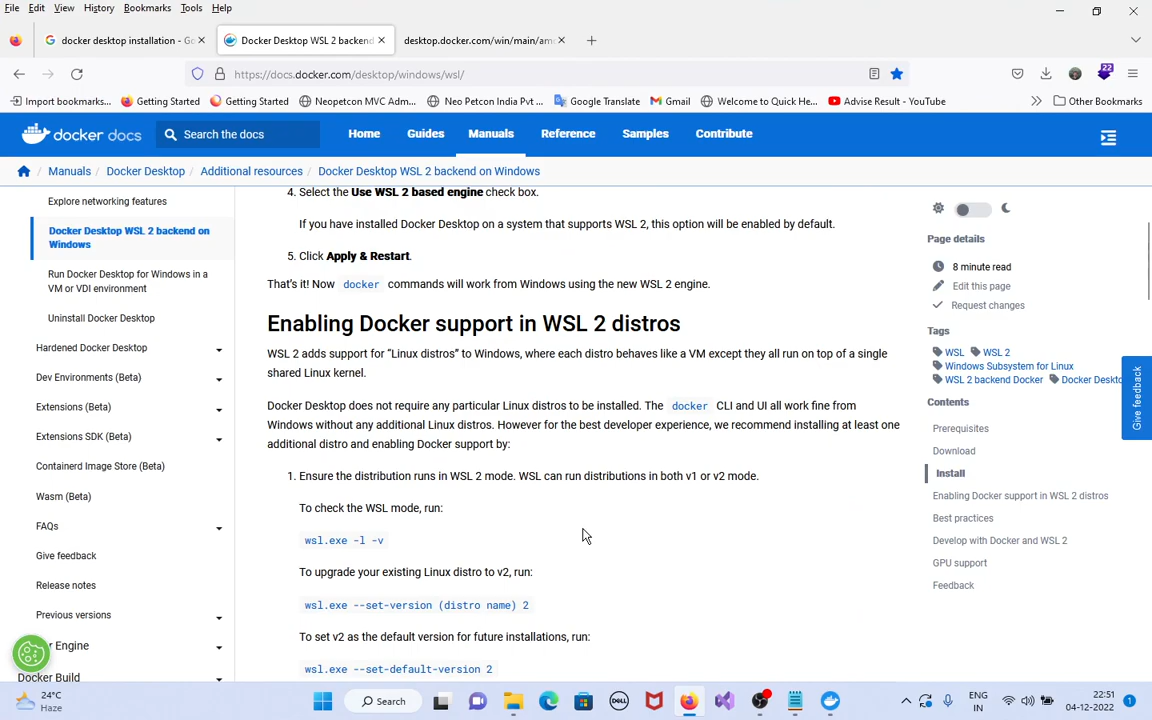 File Edit View History Bookmarks Tools Help
docker desktop installation - Go
Docker Desktop WSL 2 backend
desktop.docker.com/win/main/am
https://docs.docker.com/desktop/windows/wsl/
22
Import bookmarks...
Getting Started
Getting Started
Neopetcon MVC Adm...
Neo Petcon India Pvt ...
Google Translate
Gmail
Welcome to Quick He...
Advise Result - YouTube
Other Bookmarks
docker docs
Search the docs
Home
Guides
Manuals
Reference
Samples
Contribute
/ Manuals / Docker Desktop / Additional resources / Docker Desktop WSL 2 backend on Windows
Explore networking features
Docker Desktop WSL 2 backend on
Windows
Run Docker Desktop for Windows in a
VM or VDI environment
Uninstall Docker Desktop
Hardened Docker Desktop
Dev Environments (Beta)
Extensions (Beta)
Extensions SDK (Beta)
Containerd Image Store (Beta)
Wasm (Beta)
FAQs
Give feedback
Release notes
Previous versions
r Engine
Docker Build
4. Select the Use WSL 2 based engine check box.
If you have installed Docker Desktop on a system that supports WSL 2, this option will be enabled by default.
5. Click Apply & Restart.
That's it! Now docker commands will work from Windows using the new WSL 2 engine.
Enabling Docker support in WSL 2 distros
WSL 2 adds support for “Linux distros” to Windows, where each distro behaves like a VM except they all run on top of a single
shared Linux kernel.
Docker Desktop does not require any particular Linux distros to be installed. The docker CLI and UI all work fine from
Windows without any additional Linux distros. However for the best developer experience, we recommend installing at least one
additional distro and enabling Docker support by:
1. Ensure the distribution runs in WSL 2 mode. WSL can run distributions in both v1 or v2 mode.
To check the WSL mode, run:
wsl.exe -l -v
To upgrade your existing Linux distro to v2, run:
wsl.exe --set-version (distro name) 2
To set v2 as the default version for future installations, run:
wsl.exe --set-default-version 2
Page details
8 minute read
Edit this page
Request changes
Tags
WSL WSL 2
Windows Subsystem for Linux
WSL 2 backend Docker Docker Deskto
Contents
Prerequisites
Download
Install
Enabling Docker support in WSL 2 distros
Best practices
Develop with Docker and WSL 2
GPU support
Feedback
Give feedback
24°C
Haze
Search
DELL
ENG
IN
22:51
04-12-2022
1